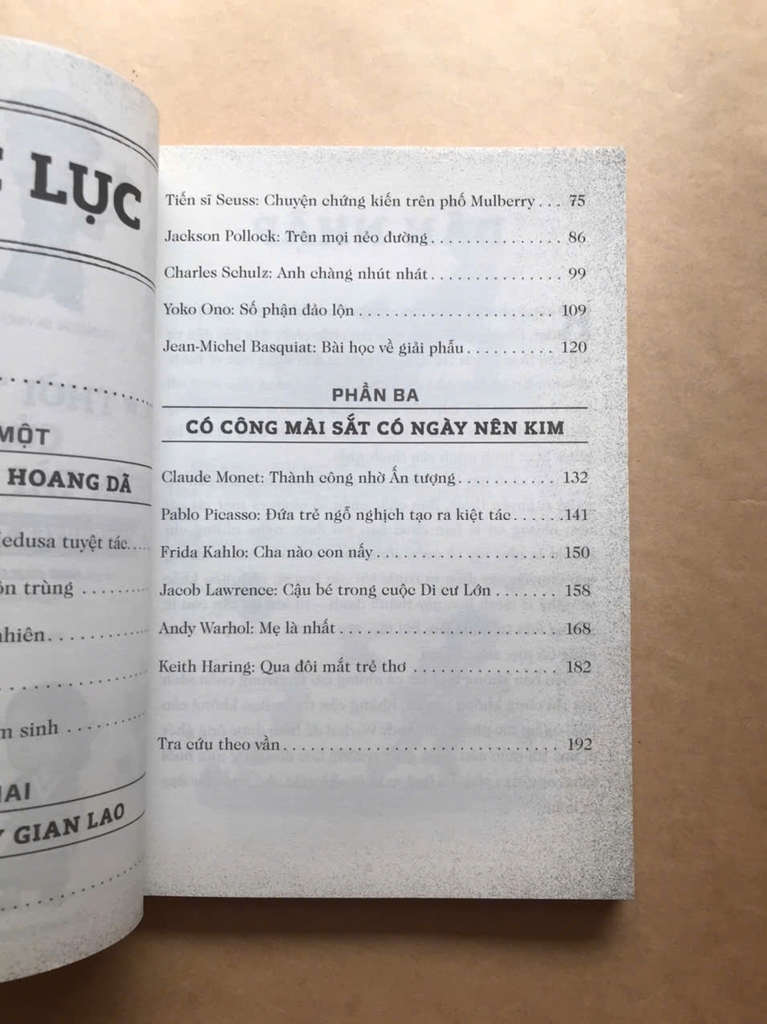 LỤC
MỘT
HOANG DÃ
Medusa tuyệt tác....
ôn trùng ..........
nhiên............
m sinh ............
HAI
GIAN LAO
Tiến sĩ Seuss: Chuyện chứng kiến trên phố Mulberry . . . 75
Jackson Pollock: Trên mọi nẻo đường . . . . . . . . . . . . . . 86
Charles Schulz: Anh chàng nhút nhát . . . . . . . . . . . . . . 99
Yoko Ono: Số phận đảo lộn . . . . . . . . . . . . . . . . . . . . . 109
Jean-Michel Basquiat: Bài học về giải phẫu . . . . . . . . . . 120
PHẦN BA
CÓ CÔNG MÀI SẮT CÓ NGÀY NÊN KIM
Claude Monet: Thành công nhờ Ấn tượng . . . . . . . . . . . 132
Pablo Picasso: Đứa trẻ ngỗ nghịch tạo ra kiệt tác . . . . . . 141
Frida Kahlo: Cha nào con nấy . . . . . . . . . . . . . . . . . . . 150
Jacob Lawrence: Cậu bé trong cuộc Di cư Lớn . . . . . . . . 158
Andy Warhol: Mẹ là nhất . . . . . . . . . . . . . . . . . . . . . . . 168
Keith Haring: Qua đôi mắt trẻ thơ . . . . . . . . . . . . . . . . 182
Tra cứu theo vần . . . . . . . . . . . . . . . . . . . . . . . . . . . . 192